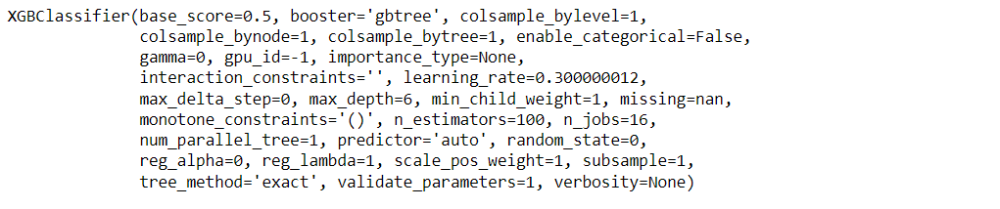 XGBClassifier(base_score=0.5, booster='gbtree', colsample_bylevel=1,
colsample_bynode=1, colsample_bytree=1, enable_categorical=False,
gamma=0, gpu_id=-1, importance_type=None,
interaction_constraints='', learning_rate=0.300000012,
max_delta_step=0, max_depth=6, min_child_weight=1, missing=nan,
monotone_constraints='()', n_estimators=100, n_jobs=16,
num_parallel_tree=1, predictor='auto', random_state=0,
reg_alpha=0, reg_lambda=1, scale_pos_weight=1, subsample=1,
tree_method='exact', validate_parameters=1, verbosity=None)